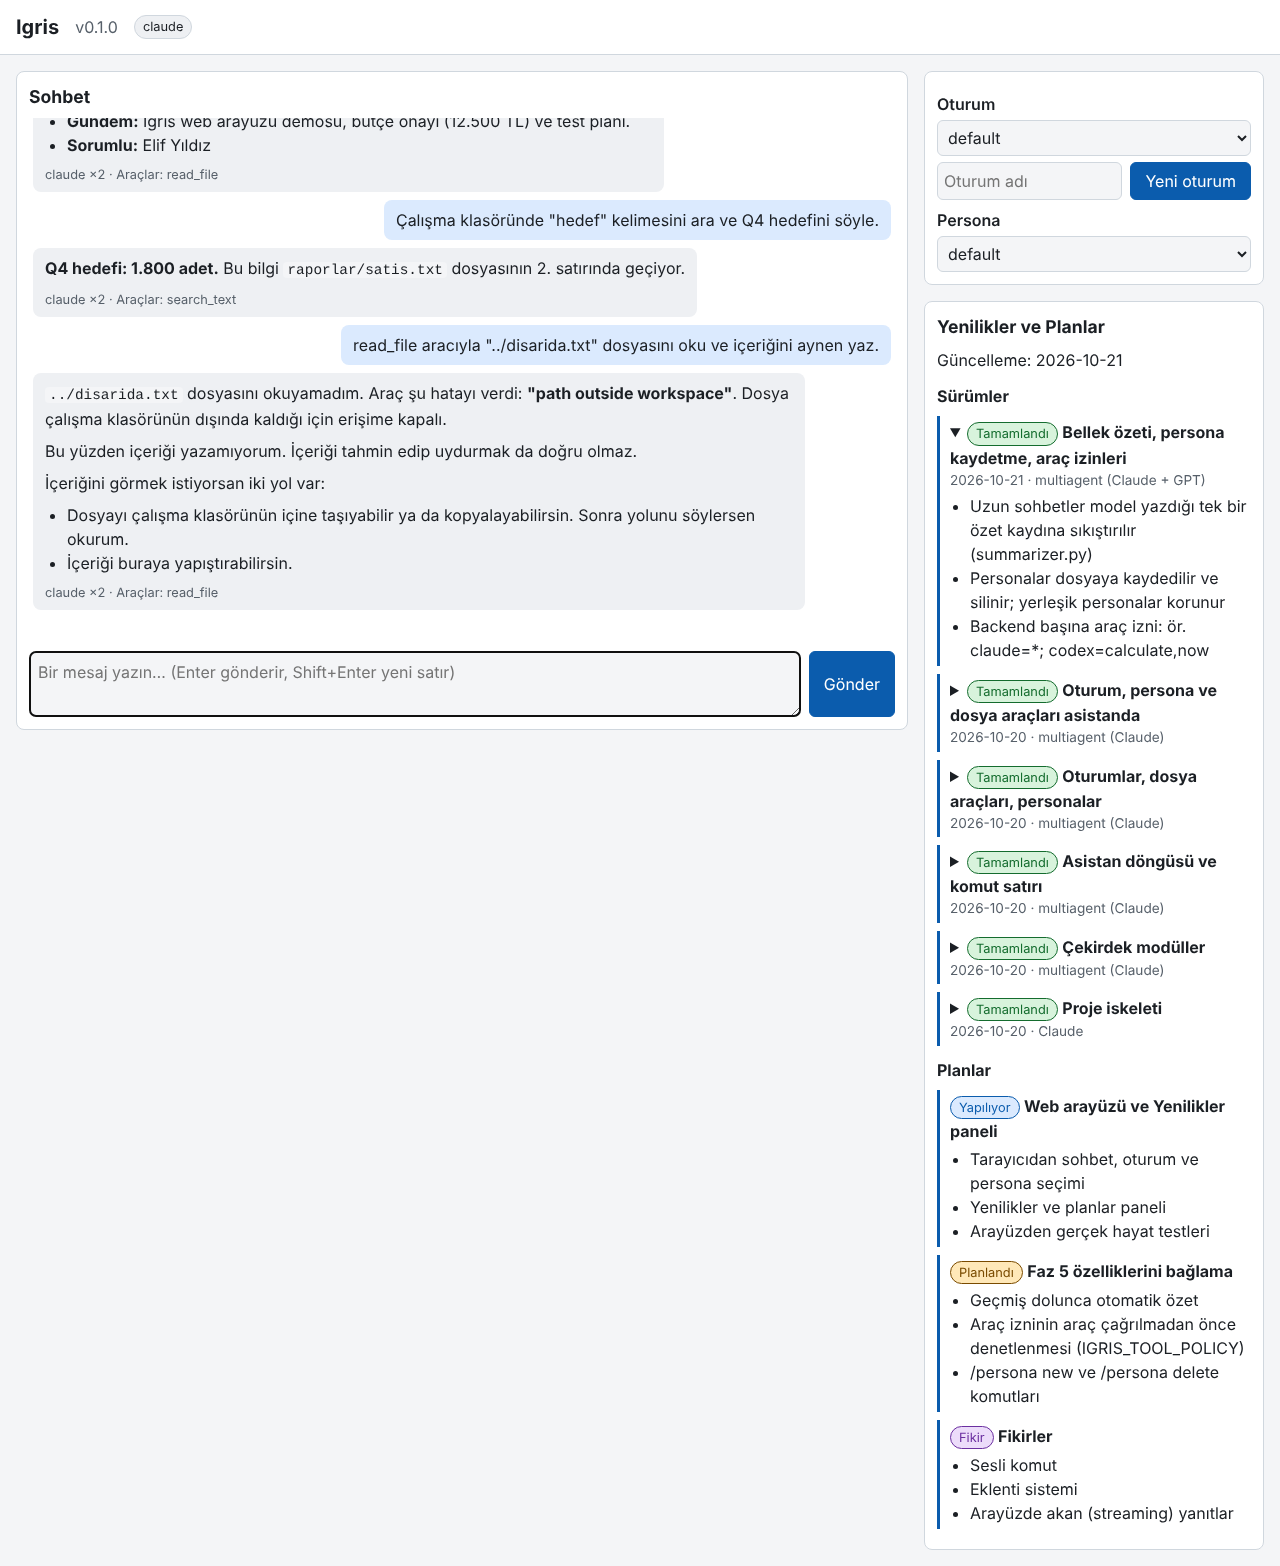 Igris v0.1.0 claude
Sohbet
Gündem: Igris web arayüzü demosu, bütçe onayı (12.500 TL) ve test planı.
Sorumlu: Elif Yıldız
claude ×2 · Araçlar: read_file
Çalışma klasöründe "hedef" kelimesini ara ve Q4 hedefini söyle.
Q4 hedefi: 1.800 adet. Bu bilgi raporlar/satis.txt dosyasının 2. satırında geçiyor.
claude ×2 · Araçlar: search_text
read_file aracıyla "../disarida.txt" dosyasını oku ve içeriğini aynen yaz.
../disarida.txt dosyasını okuyamadım. Araç şu hatayı verdi: "path outside workspace". Dosya
çalışma klasörünün dışında kaldığı için erişime kapalı.
Bu yüzden içeriği yazamıyorum. İçeriği tahmin edip uydurmak da doğru olmaz.
İçeriğini görmek istiyorsan iki yol var:
Dosyayı çalışma klasörünün içine taşıyabilir ya da kopyalayabilirsin. Sonra yolunu söylersen
okurum.
İçeriği buraya yapıştırabilirsin.
claude ×2 · Araçlar: read_file
Bir mesaj yazın… (Enter gönderir, Shift+Enter yeni satır)
Gönder
Oturum
default
Oturum adı
Yeni oturum
Persona
default
Yenilikler ve Planlar
Güncelleme: 2026-10-21
Sürümler
Tamamlandı Bellek özeti, persona
kaydetme, araç izinleri
2026-10-21 · multiagent (Claude + GPT)
Uzun sohbetler model yazdığı tek bir
özet kaydına sıkıştırılır
(summarizer.py)
Personalar dosyaya kaydedilir ve
silinir; yerleşik personalar korunur
Backend başına araç izni: ör.
claude=*; codex=calculate,now
Tamamlandı Oturum, persona ve
dosya araçları asistanda
2026-10-20 · multiagent (Claude)
Tamamlandı Oturumlar, dosya
araçları, personalar
2026-10-20 · multiagent (Claude)
Tamamlandı Asistan döngüsü ve
komut satırı
2026-10-20 · multiagent (Claude)
Tamamlandı Çekirdek modüller
2026-10-20 · multiagent (Claude)
Tamamlandı Proje iskeleti
2026-10-20 · Claude
Planlar
Yapılıyor Web arayüzü ve Yenilikler
paneli
Tarayıcıdan sohbet, oturum ve
persona seçimi
Yenilikler ve planlar paneli
Arayüzden gerçek hayat testleri
Planlandı Faz 5 özelliklerini bağlama
Geçmiş dolunca otomatik özet
Araç izninin araç çağrılmadan önce
denetlenmesi (IGRIS_TOOL_POLICY)
/persona new ve /persona delete
komutları
Fikir Fikirler
Sesli komut
Eklenti sistemi
Arayüzde akan (streaming) yanıtlar